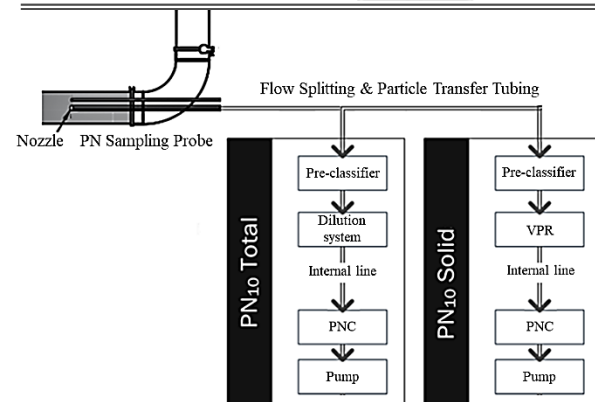 Flow Splitting & Particle Transfer Tubing
Nozzle PN Sampling Probe
PN₁₀ Total
Pre-classifier
Dilution
system
Internal line
PNC
Pump
PN₁₀ Solid
Pre-classifier
VPR
Internal line
PNC
Pump